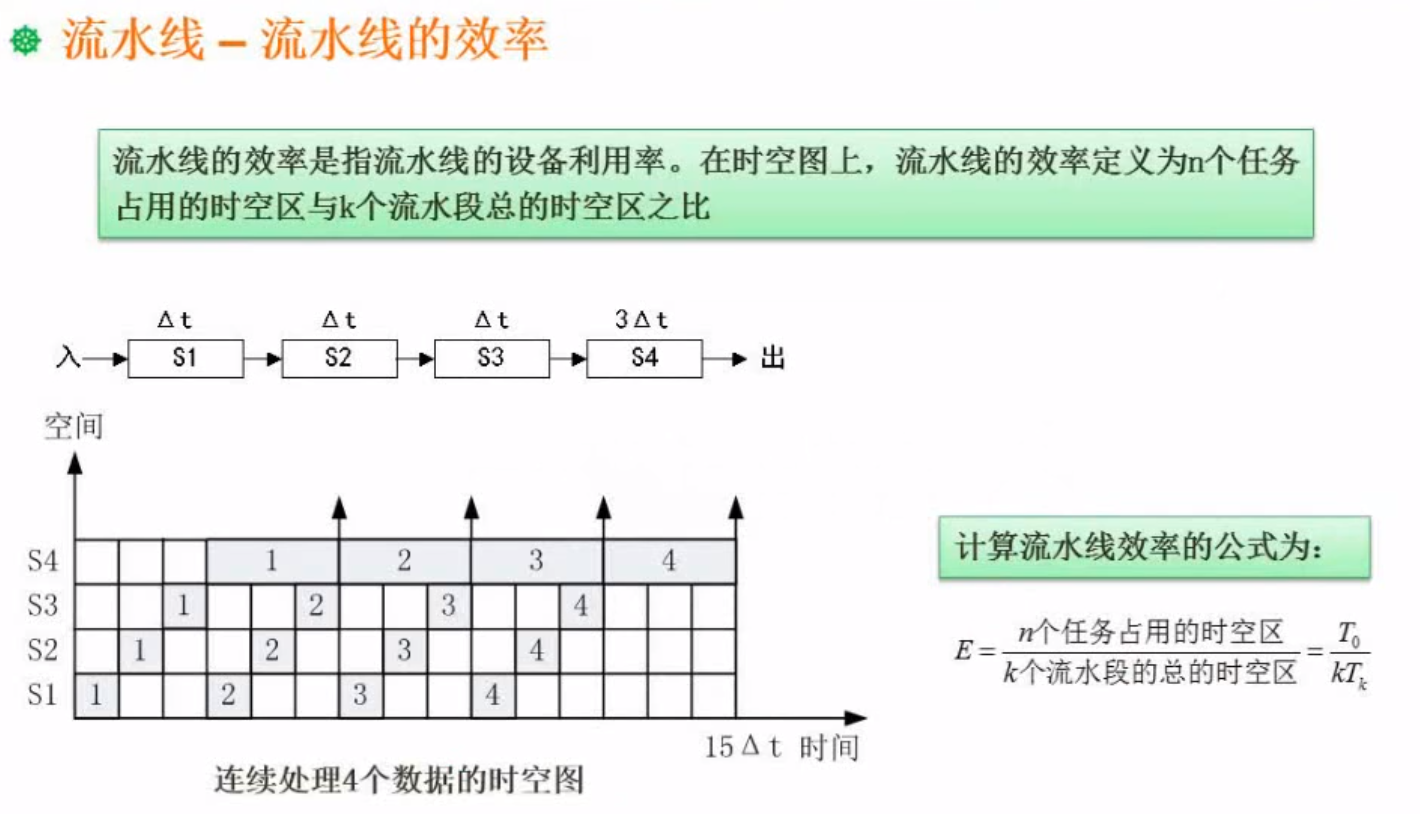 流水线 – 流水线的效率
流水线的效率是指流水线的设备利用率。在时空图上，流水线的效率定义为n个任务
占用的时空区与k个流水段总的时空区之比
Δt Δt Δt 3Δt
入 S1 S2 S3 S4 出
空间
S4 1 2 3 4
S3 1 2 3 4
S2 1 2 3 4
S1 1 2 3 4
15Δt 时间
连续处理4个数据的时空图
计算流水线效率的公式为：
E = n个任务占用的时空区 / k个流水段的总的时空区 = T₀ / kTₖ